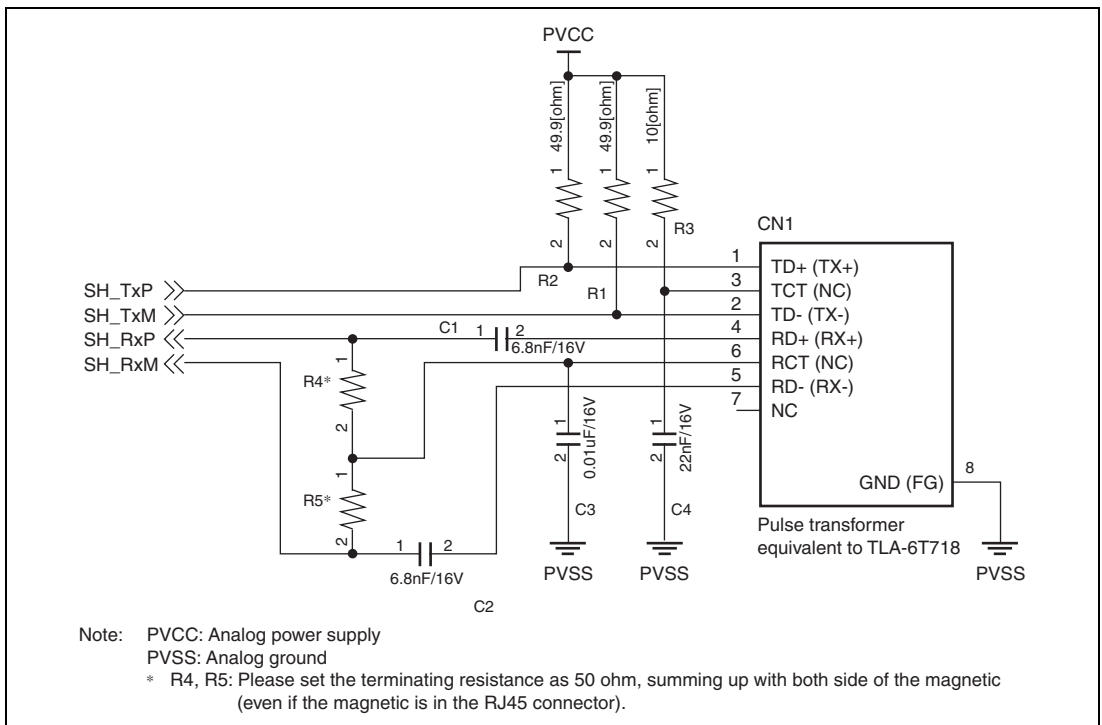 PVCC
49.9[ohm]
49.9[ohm]
10[ohm]
1
1
1
2
2
2
R3
R2
R1
CN1
1
TD+ (TX+)
3
TCT (NC)
2
TD- (TX-)
4
RD+ (RX+)
6
RCT (NC)
5
RD- (RX-)
7
NC
GND (FG)
8
SH_TxP
SH_TxM
SH_RxP
SH_RxM
C1
1
2
6.8nF/16V
1
R4*
2
1
R5*
2
1
2
6.8nF/16V
C2
1
2
0.01uF/16V
C3
1
2
22nF/16V
C4
PVSS
PVSS
Pulse transformer
equivalent to TLA-6T718
PVSS
Note: PVCC: Analog power supply
PVSS: Analog ground
* R4, R5: Please set the terminating resistance as 50 ohm, summing up with both side of the magnetic
(even if the magnetic is in the RJ45 connector).